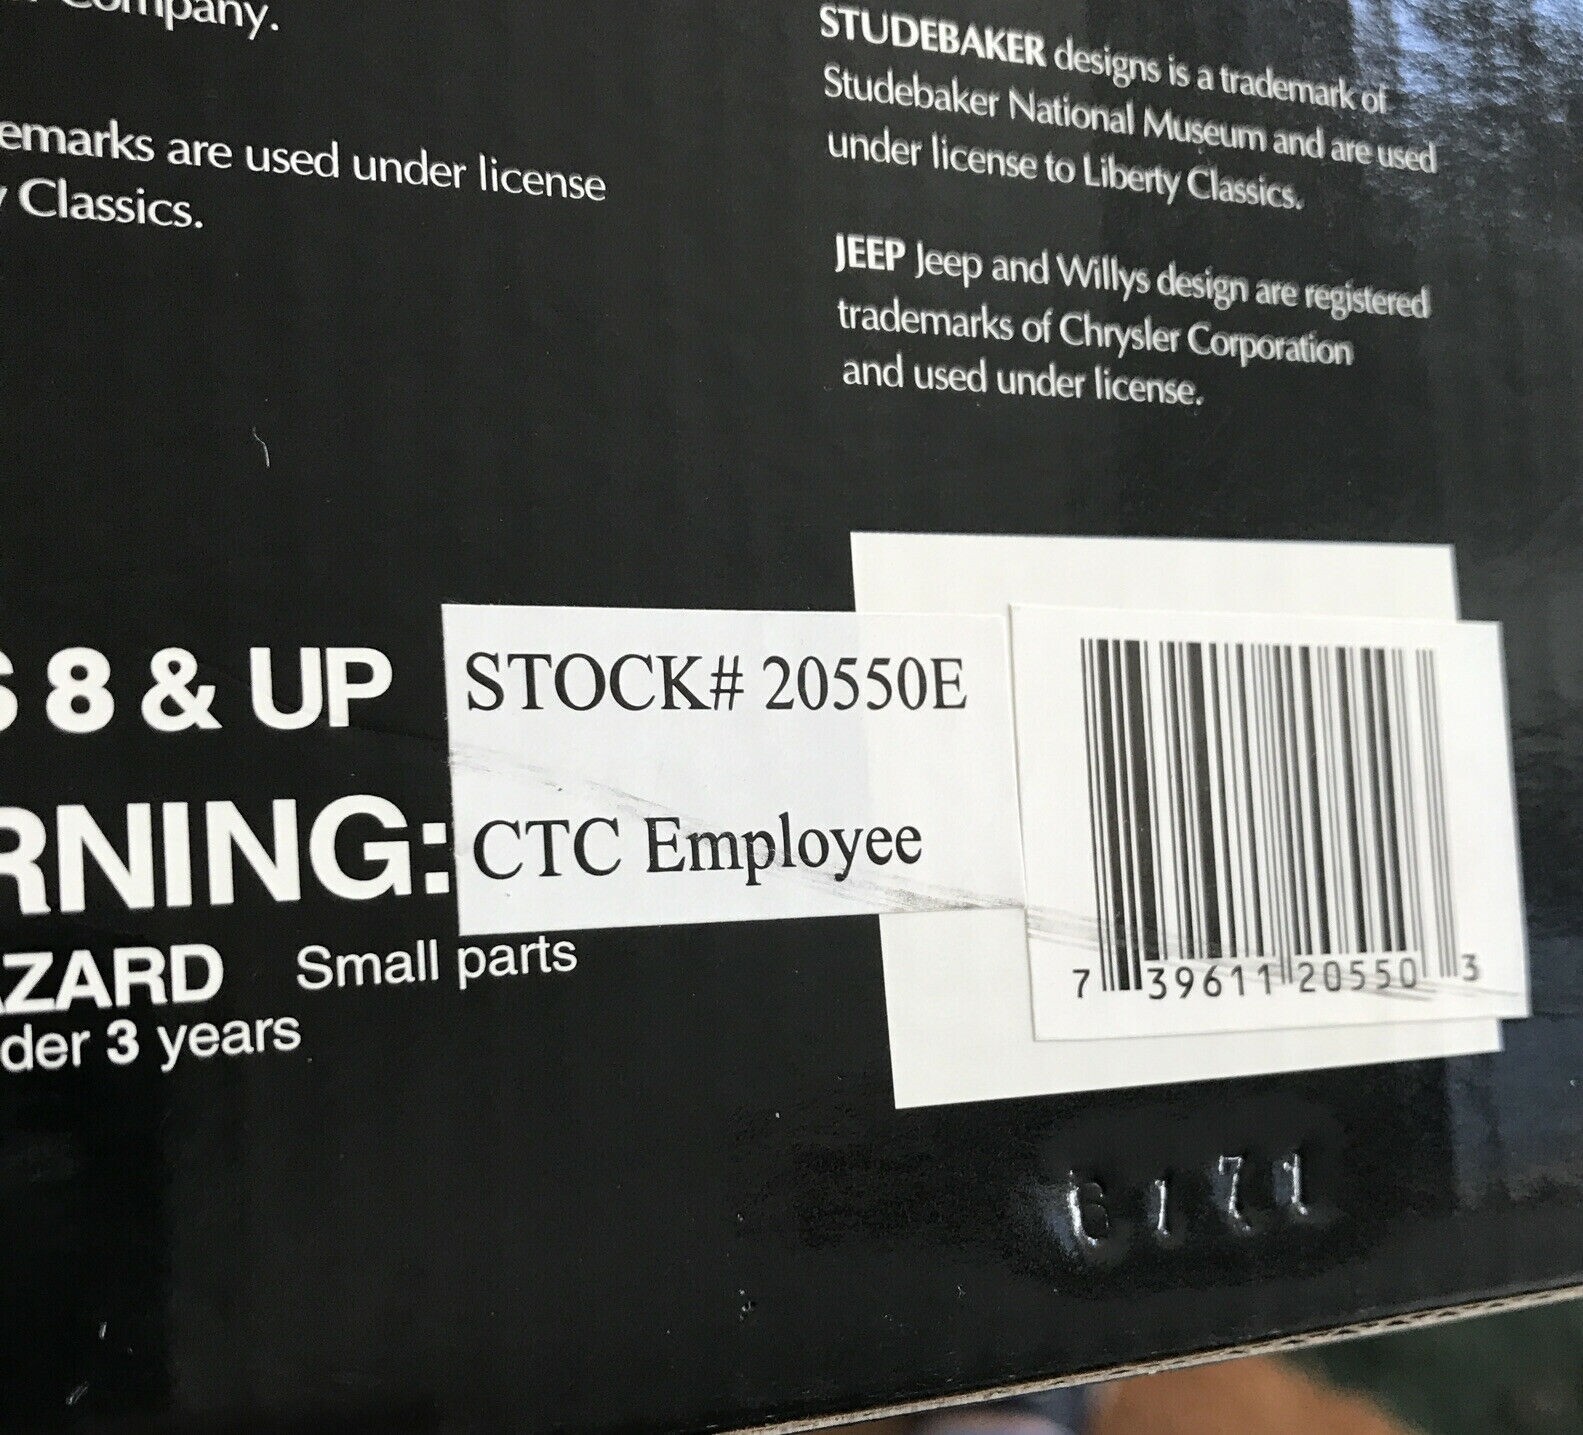 Company.
emarks are used under license
Classics.
STUDEBAKER designs is a trademark of
Studebaker National Museum and are used
under license to Liberty Classics.
JEEP Jeep and Willys design are registered
trademarks of Chrysler Corporation
and used under license.
S 8 & UP
RNING:
AZARD Small parts
der 3 years
STOCK# 20550E
CTC Employee
7 39611 20550 3
6171